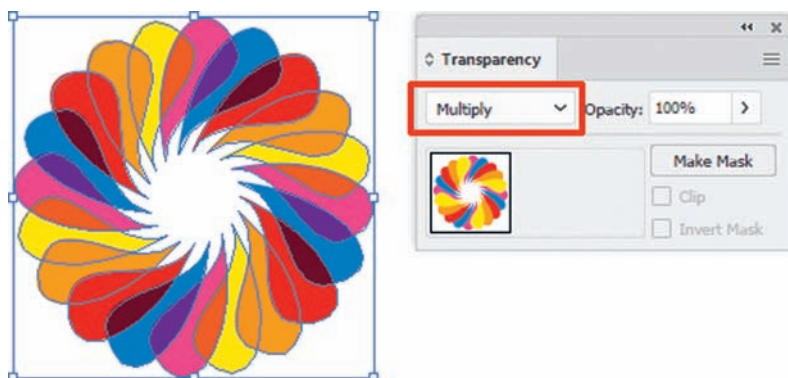 Transparency
Multiply Opacity: 100%
Make Mask
Clip
Invert Mask